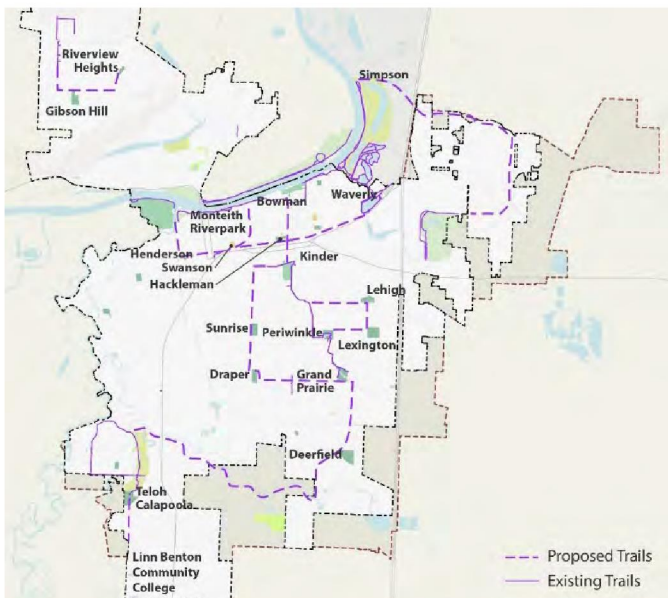 Riverview
Heights
Gibson Hill
Simpson
Bowman
Waverly
Monteith
Riverpark
Henderson
Swanson
Hackleman
Kinder
Lehigh
Sunrise
Periwinkle
Lexington
Draper
Grand
Prairie
Deerfield
Teloh
Calapooia
Linn Benton
Community
College
Proposed Trails
Existing Trails